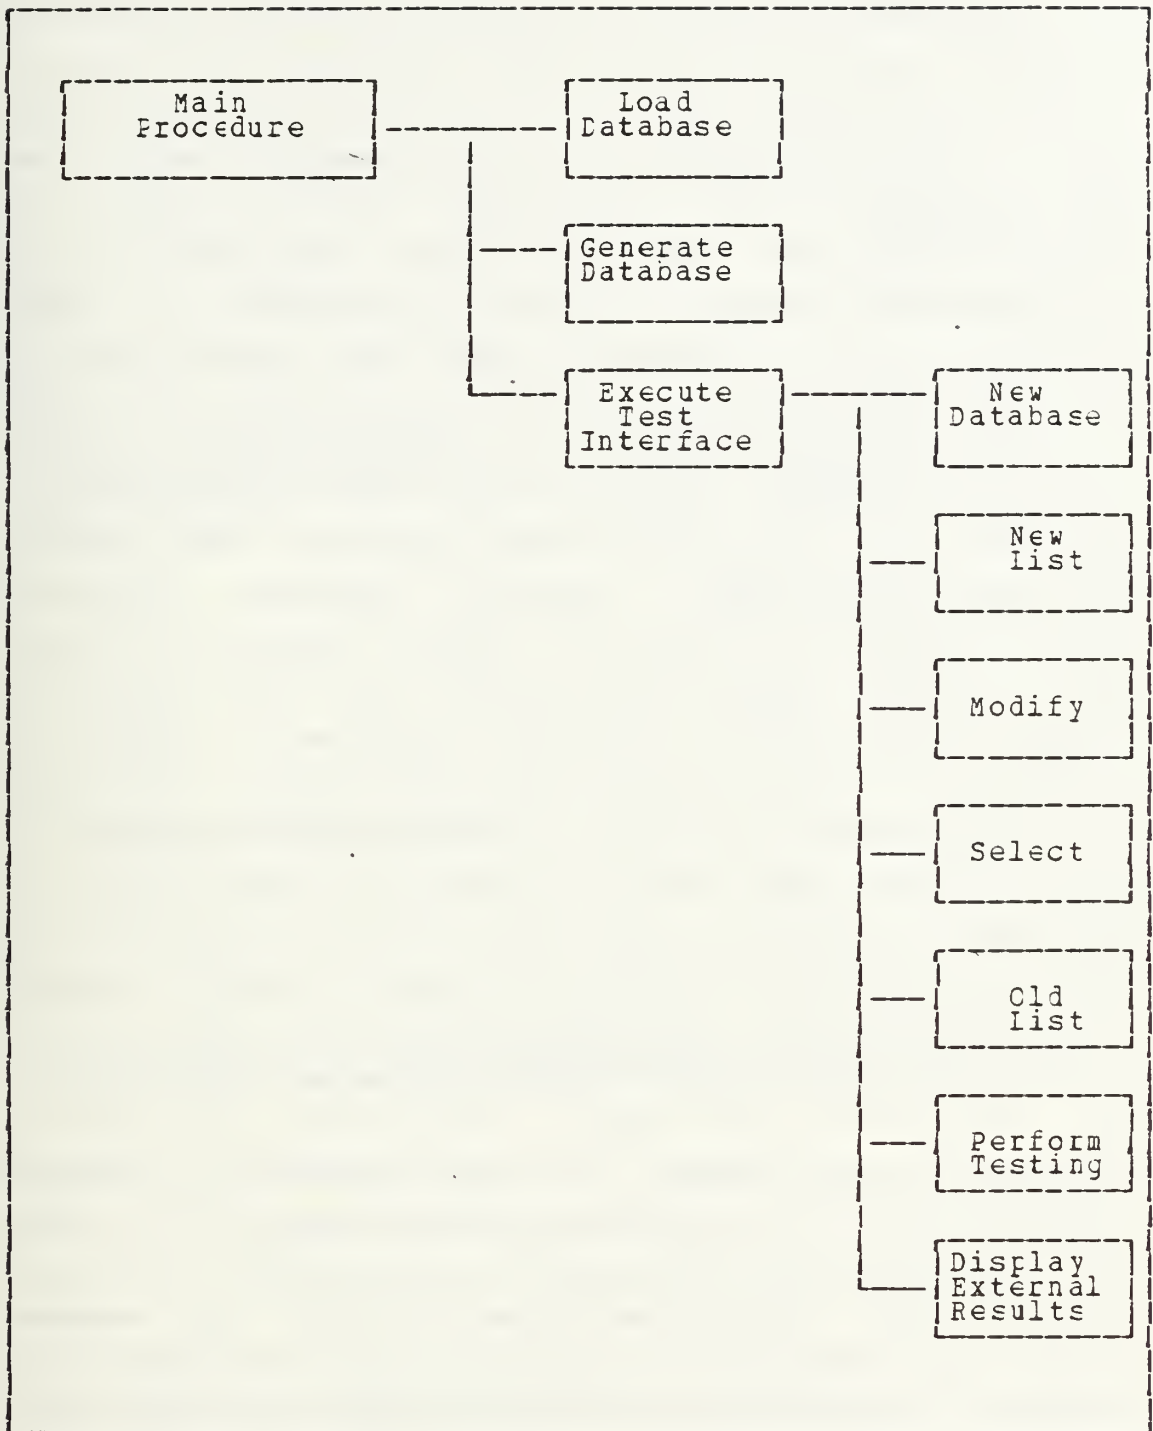 Main
Procedure
Load
Database
Generate
Database
Execute
Test
Interface
New
Database
New
List
Modify
Select
Old
List
Perform
Testing
Display
External
Results